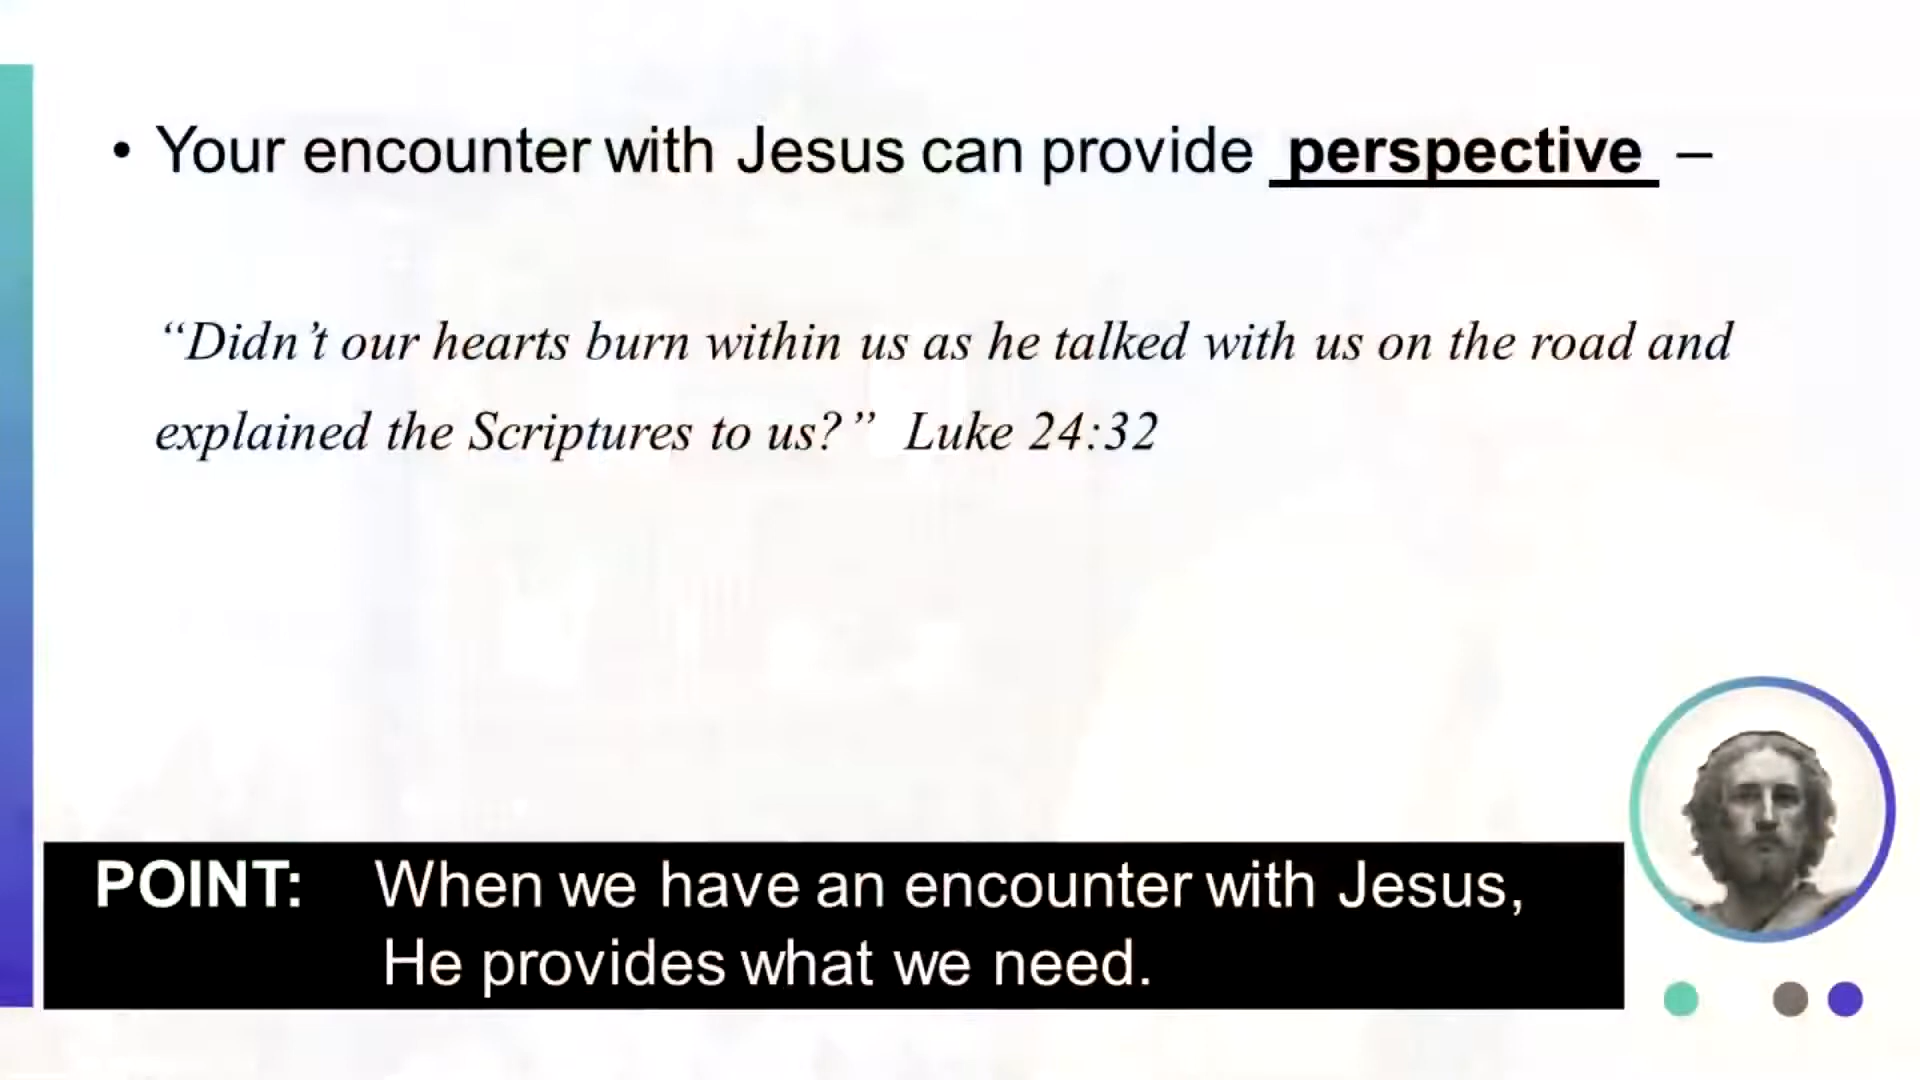 • Your encounter with Jesus can provide perspective –
“Didn’t our hearts burn within us as he talked with us on the road and
explained the Scriptures to us?” Luke 24:32
POINT: When we have an encounter with Jesus,
He provides what we need.